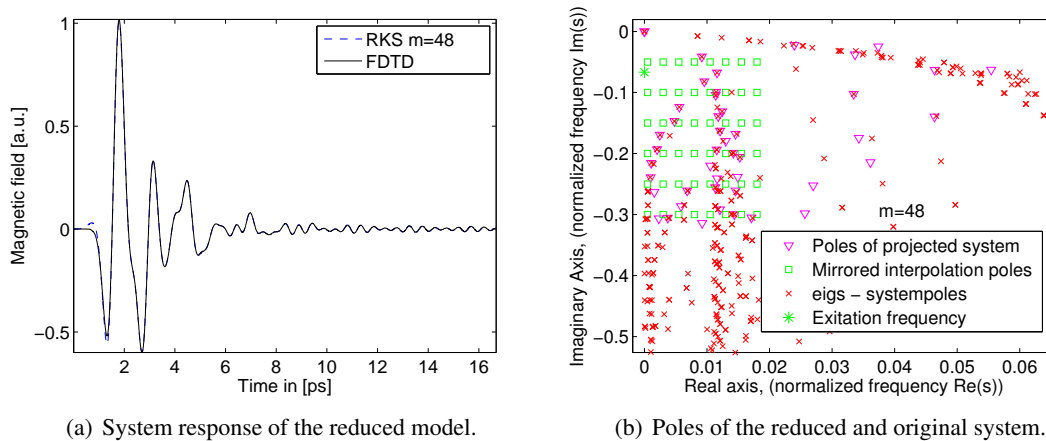 1
0.5
0
−0.5
Magnetic field [a.u.]
RKS m=48
FDTD
2 4 6 8 10 12 14 16
Time in [ps]
(a) System response of the reduced model.
0
−0.1
−0.2
−0.3
−0.4
−0.5
Imaginary Axis, (normalized frequency Im(s))
m=48
Poles of projected system
Mirrored interpolation poles
eigs − systempoles
Exitation frequency
0 0.01 0.02 0.03 0.04 0.05 0.06
Real axis, (normalized frequency Re(s))
(b) Poles of the reduced and original system.